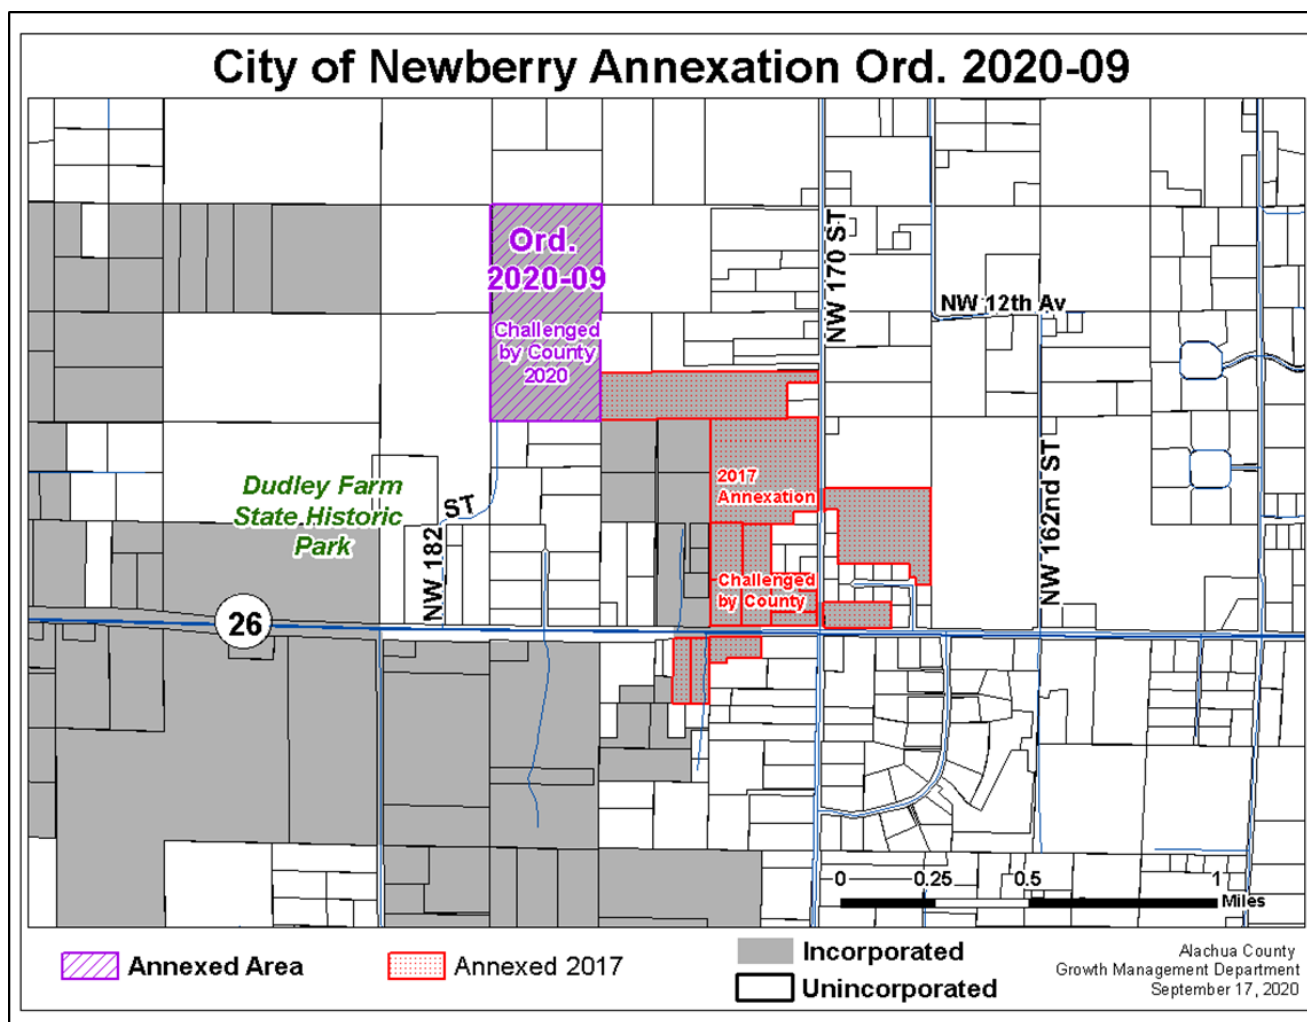 City of Newberry Annexation Ord. 2020-09
Ord.
2020-09
Challenged
by County
2020
NW 170 ST
NW 12th Av
Dudley Farm
State Historic
Park
NW 182 ST
2017
Annexation
NW 162nd ST
Challenged
by County
26
0 0.25 0.5 1
Miles
Annexed Area
Annexed 2017
Incorporated
Unincorporated
Alachua County
Growth Management Department
September 17, 2020